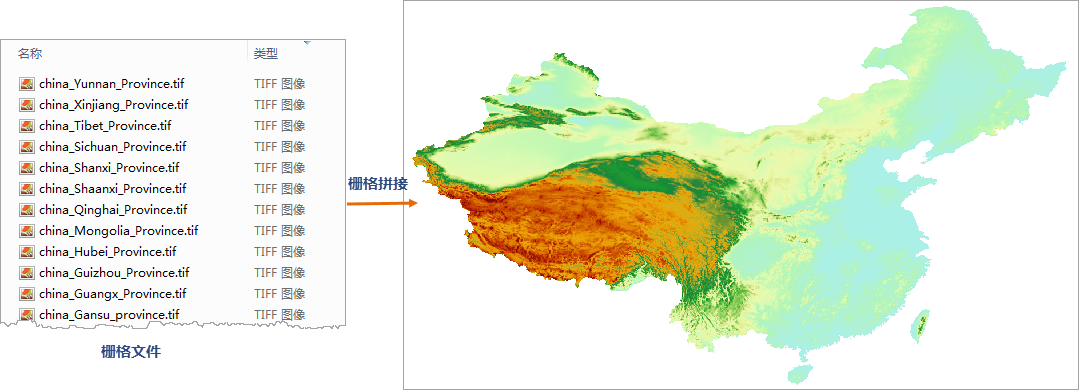 名称 类型
china_Yunnan_Province.tif TIFF 图像
china_Xinjiang_Province.tif TIFF 图像
china_Tibet_Province.tif TIFF 图像
china_Sichuan_Province.tif TIFF 图像
china_Shanxi_Province.tif TIFF 图像
china_Shaanxi_Province.tif TIFF 图像
china_Qinghai_Province.tif TIFF 图像
china_Mongolia_Province.tif TIFF 图像
china_Hubei_Province.tif TIFF 图像
china_Guizhou_Province.tif TIFF 图像
china_Guangx_Province.tif TIFF 图像
china_Gansu_province.tif TIFF 图像
栅格文件
栅格拼接